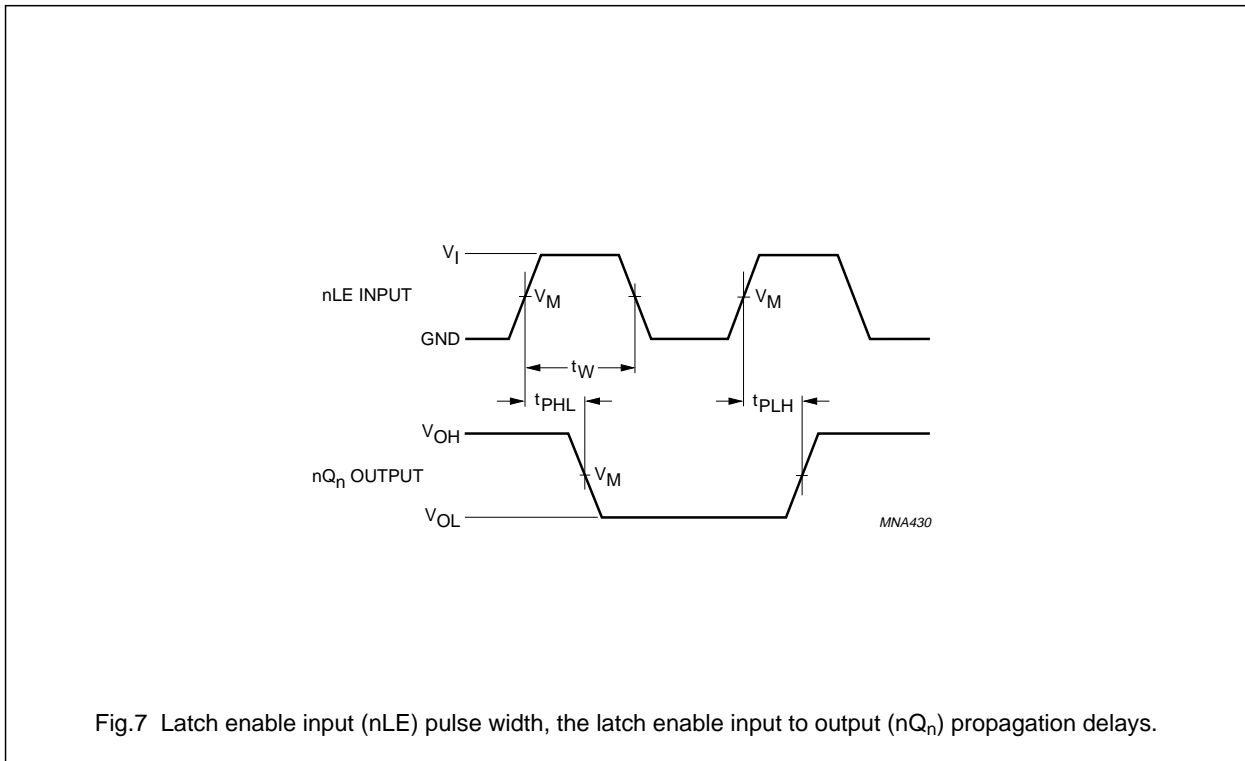 V_I
nLE INPUT
V_M
V_M
GND
t_W
t_PHL
t_PLH
V_OH
nQ_n OUTPUT
V_M
V_OL
MNA430
Fig.7 Latch enable input (nLE) pulse width, the latch enable input to output (nQ_n) propagation delays.